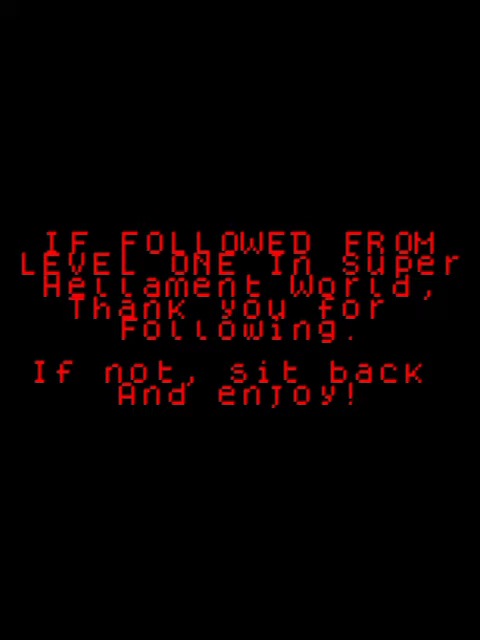 IF FOLLOWED FROM
LEVEL ONE In super
Hellament World,
Thank you for
Following.
If not, sit back
And enjoy!